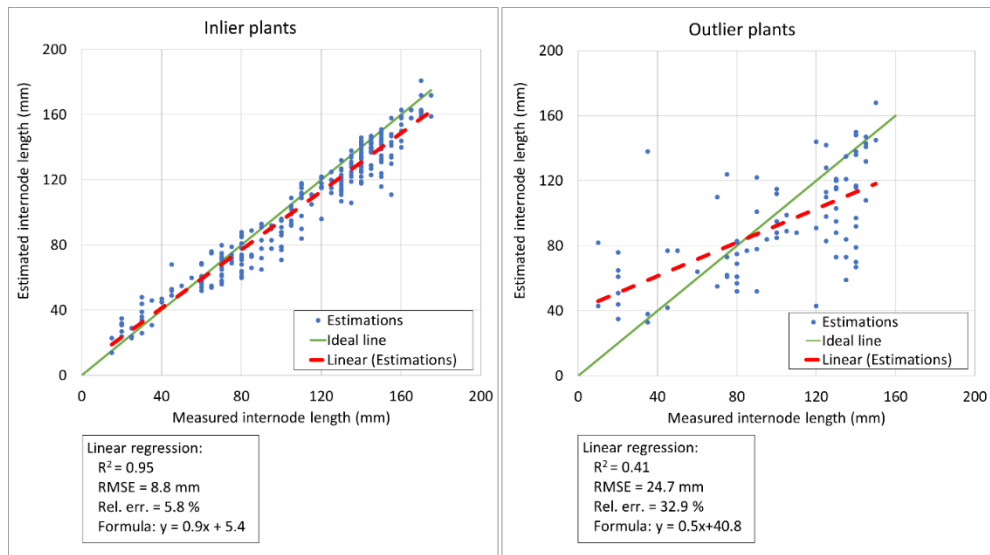 Inlier plants
200
160
120
80
40
0
Estimated internode length (mm)
0 40 80 120 160 200
Measured internode length (mm)
Estimations
Ideal line
Linear (Estimations)
Linear regression:
R² = 0.95
RMSE = 8.8 mm
Rel. err. = 5.8 %
Formula: y = 0.9x + 5.4
Outlier plants
200
160
120
80
40
0
Estimated internode length (mm)
0 40 80 120 160 200
Measured internode length (mm)
Estimations
Ideal line
Linear (Estimations)
Linear regression:
R² = 0.41
RMSE = 24.7 mm
Rel. err. = 32.9 %
Formula: y = 0.5x+40.8